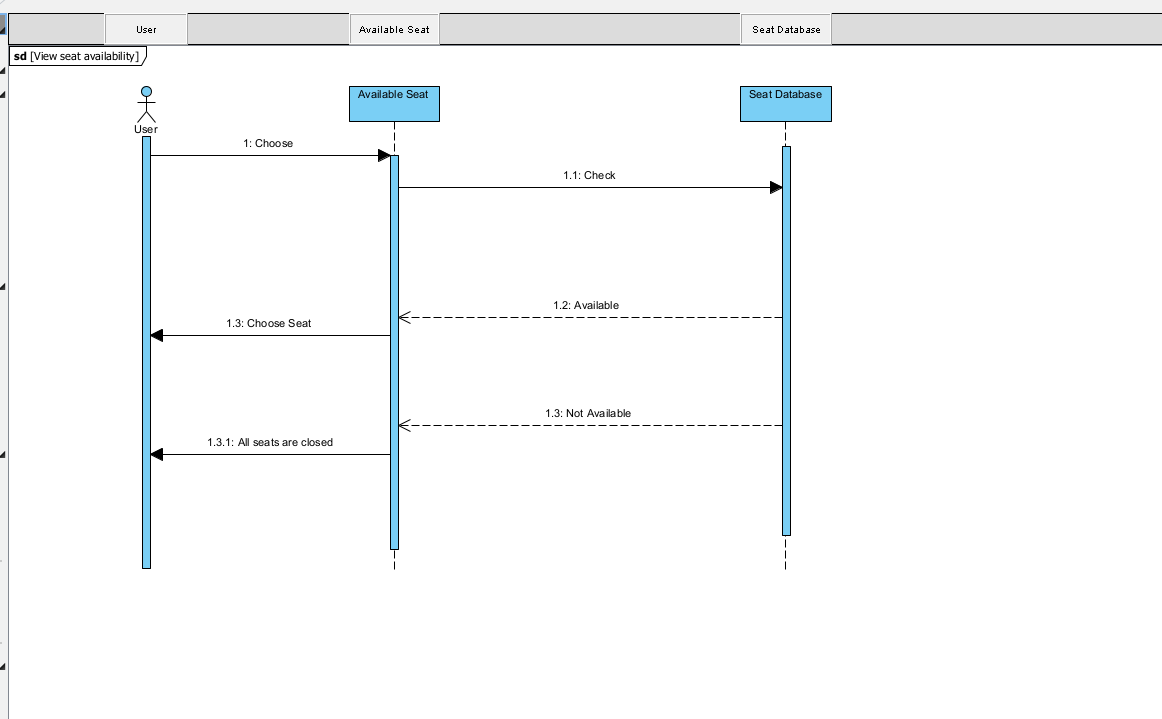 User
Available Seat
Seat Database
sd [View seat availability]
Available Seat
Seat Database
User
1: Choose
1.1: Check
1.2: Available
1.3: Choose Seat
1.3: Not Available
1.3.1: All seats are closed